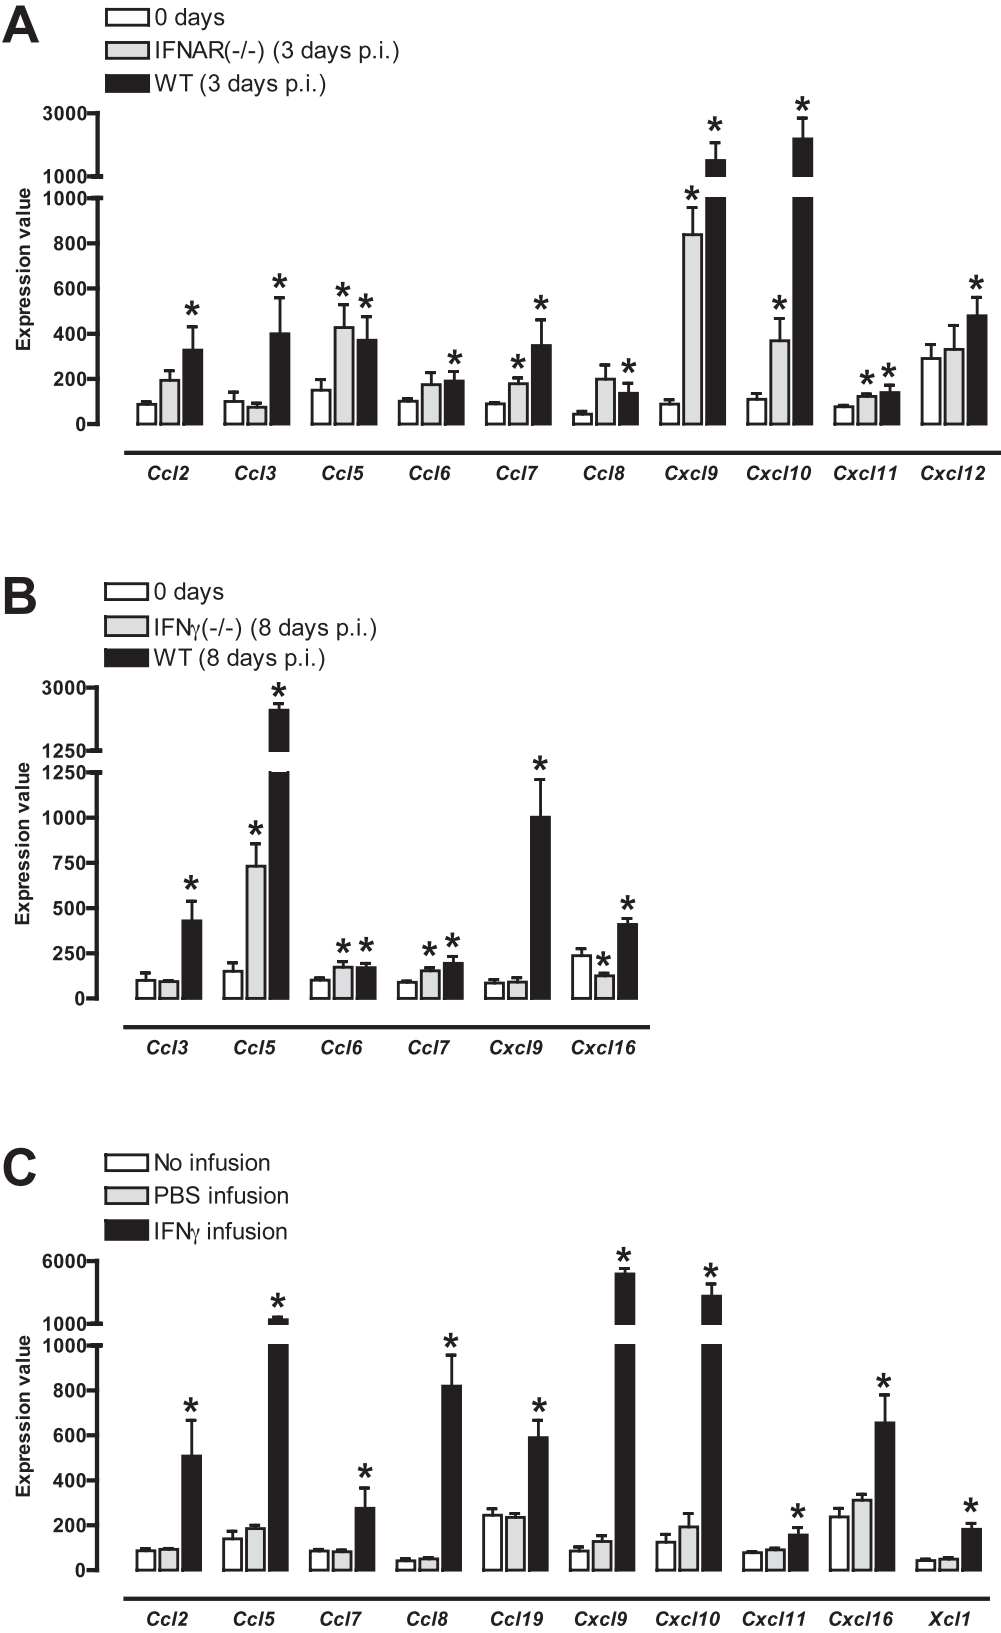 A
0 days
IFNAR(-/-) (3 days p.i.)
WT (3 days p.i.)
Expression value
3000
1000
1000
800
600
400
200
0
* * * * * * * * * * * * * * *
Ccl2 Ccl3 Ccl5 Ccl6 Ccl7 Ccl8 Cxcl9 Cxcl10 Cxcl11 Cxcl12
B
0 days
IFNγ(-/-) (8 days p.i.)
WT (8 days p.i.)
Expression value
3000
1250
1250
1000
750
500
250
0
* * * * * * * * * *
Ccl3 Ccl5 Ccl6 Ccl7 Cxcl9 Cxcl16
C
No infusion
PBS infusion
IFNγ infusion
Expression value
6000
1000
1000
800
600
400
200
0
* * * * * * * * * *
Ccl2 Ccl5 Ccl7 Ccl8 Ccl19 Cxcl9 Cxcl10 Cxcl11 Cxcl16 Xcl1